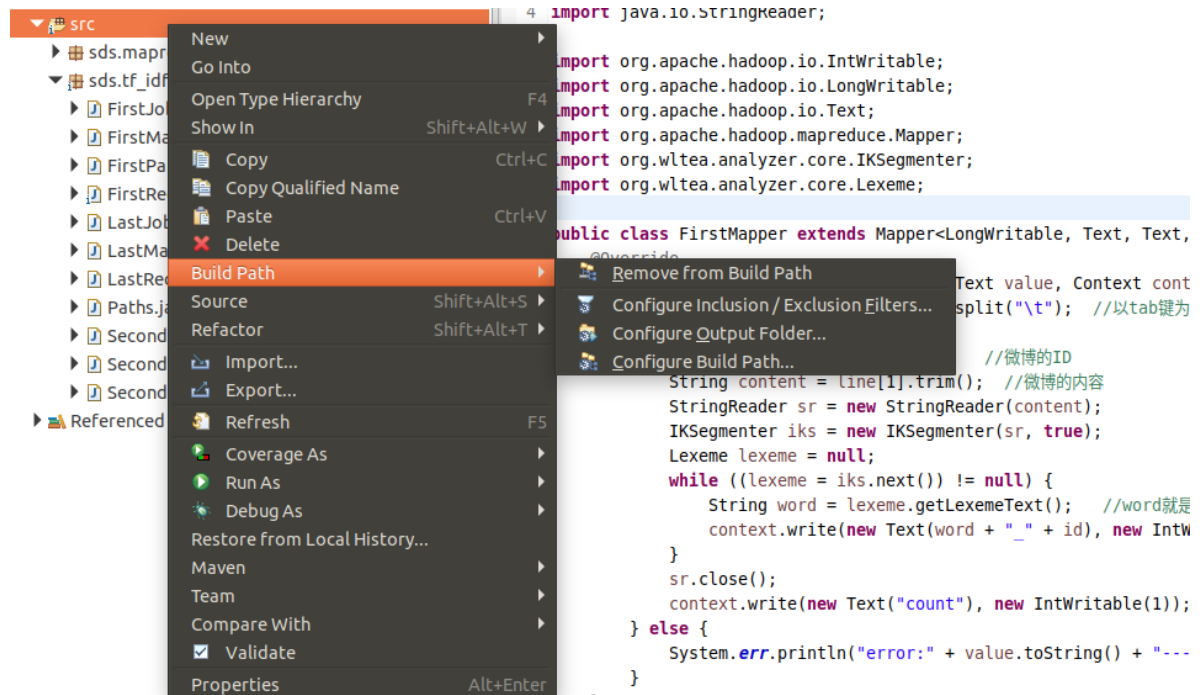 src
sds.mapr
sds.tf_idf
FirstJo
FirstMa
FirstPa
FirstRe
LastJob
LastMa
LastRe
Paths.ja
Second
Second
Second
Referenced
New
Go Into
Open Type Hierarchy F4
Show In Shift+Alt+W
Copy Ctrl+C
Copy Qualified Name
Paste Ctrl+V
Delete
Build Path
Source Shift+Alt+S
Refactor Shift+Alt+T
Import...
Export...
Refresh F5
Coverage As
Run As
Debug As
Restore from Local History...
Maven
Team
Compare With
Validate
Properties Alt+Enter
Remove from Build Path
Configure Inclusion / Exclusion Filters...
Configure Output Folder...
Configure Build Path...
4 import java.io.StringReader;
import org.apache.hadoop.io.IntWritable;
import org.apache.hadoop.io.LongWritable;
import org.apache.hadoop.io.Text;
import org.apache.hadoop.mapreduce.Mapper;
import org.wltea.analyzer.core.IKSegmenter;
import org.wltea.analyzer.core.Lexeme;
public class FirstMapper extends Mapper<LongWritable, Text, Text,
@Override
Text value, Context cont
split("\t"); //以tab键为
//微博的ID
String content = line[1].trim(); //微博的内容
StringReader sr = new StringReader(content);
IKSegmenter iks = new IKSegmenter(sr, true);
Lexeme lexeme = null;
while ((lexeme = iks.next()) != null) {
String word = lexeme.getLexemeText(); //word就是
context.write(new Text(word + "_" + id), new IntW
}
sr.close();
context.write(new Text("count"), new IntWritable(1));
} else {
System.err.println("error:" + value.toString() + "---
}